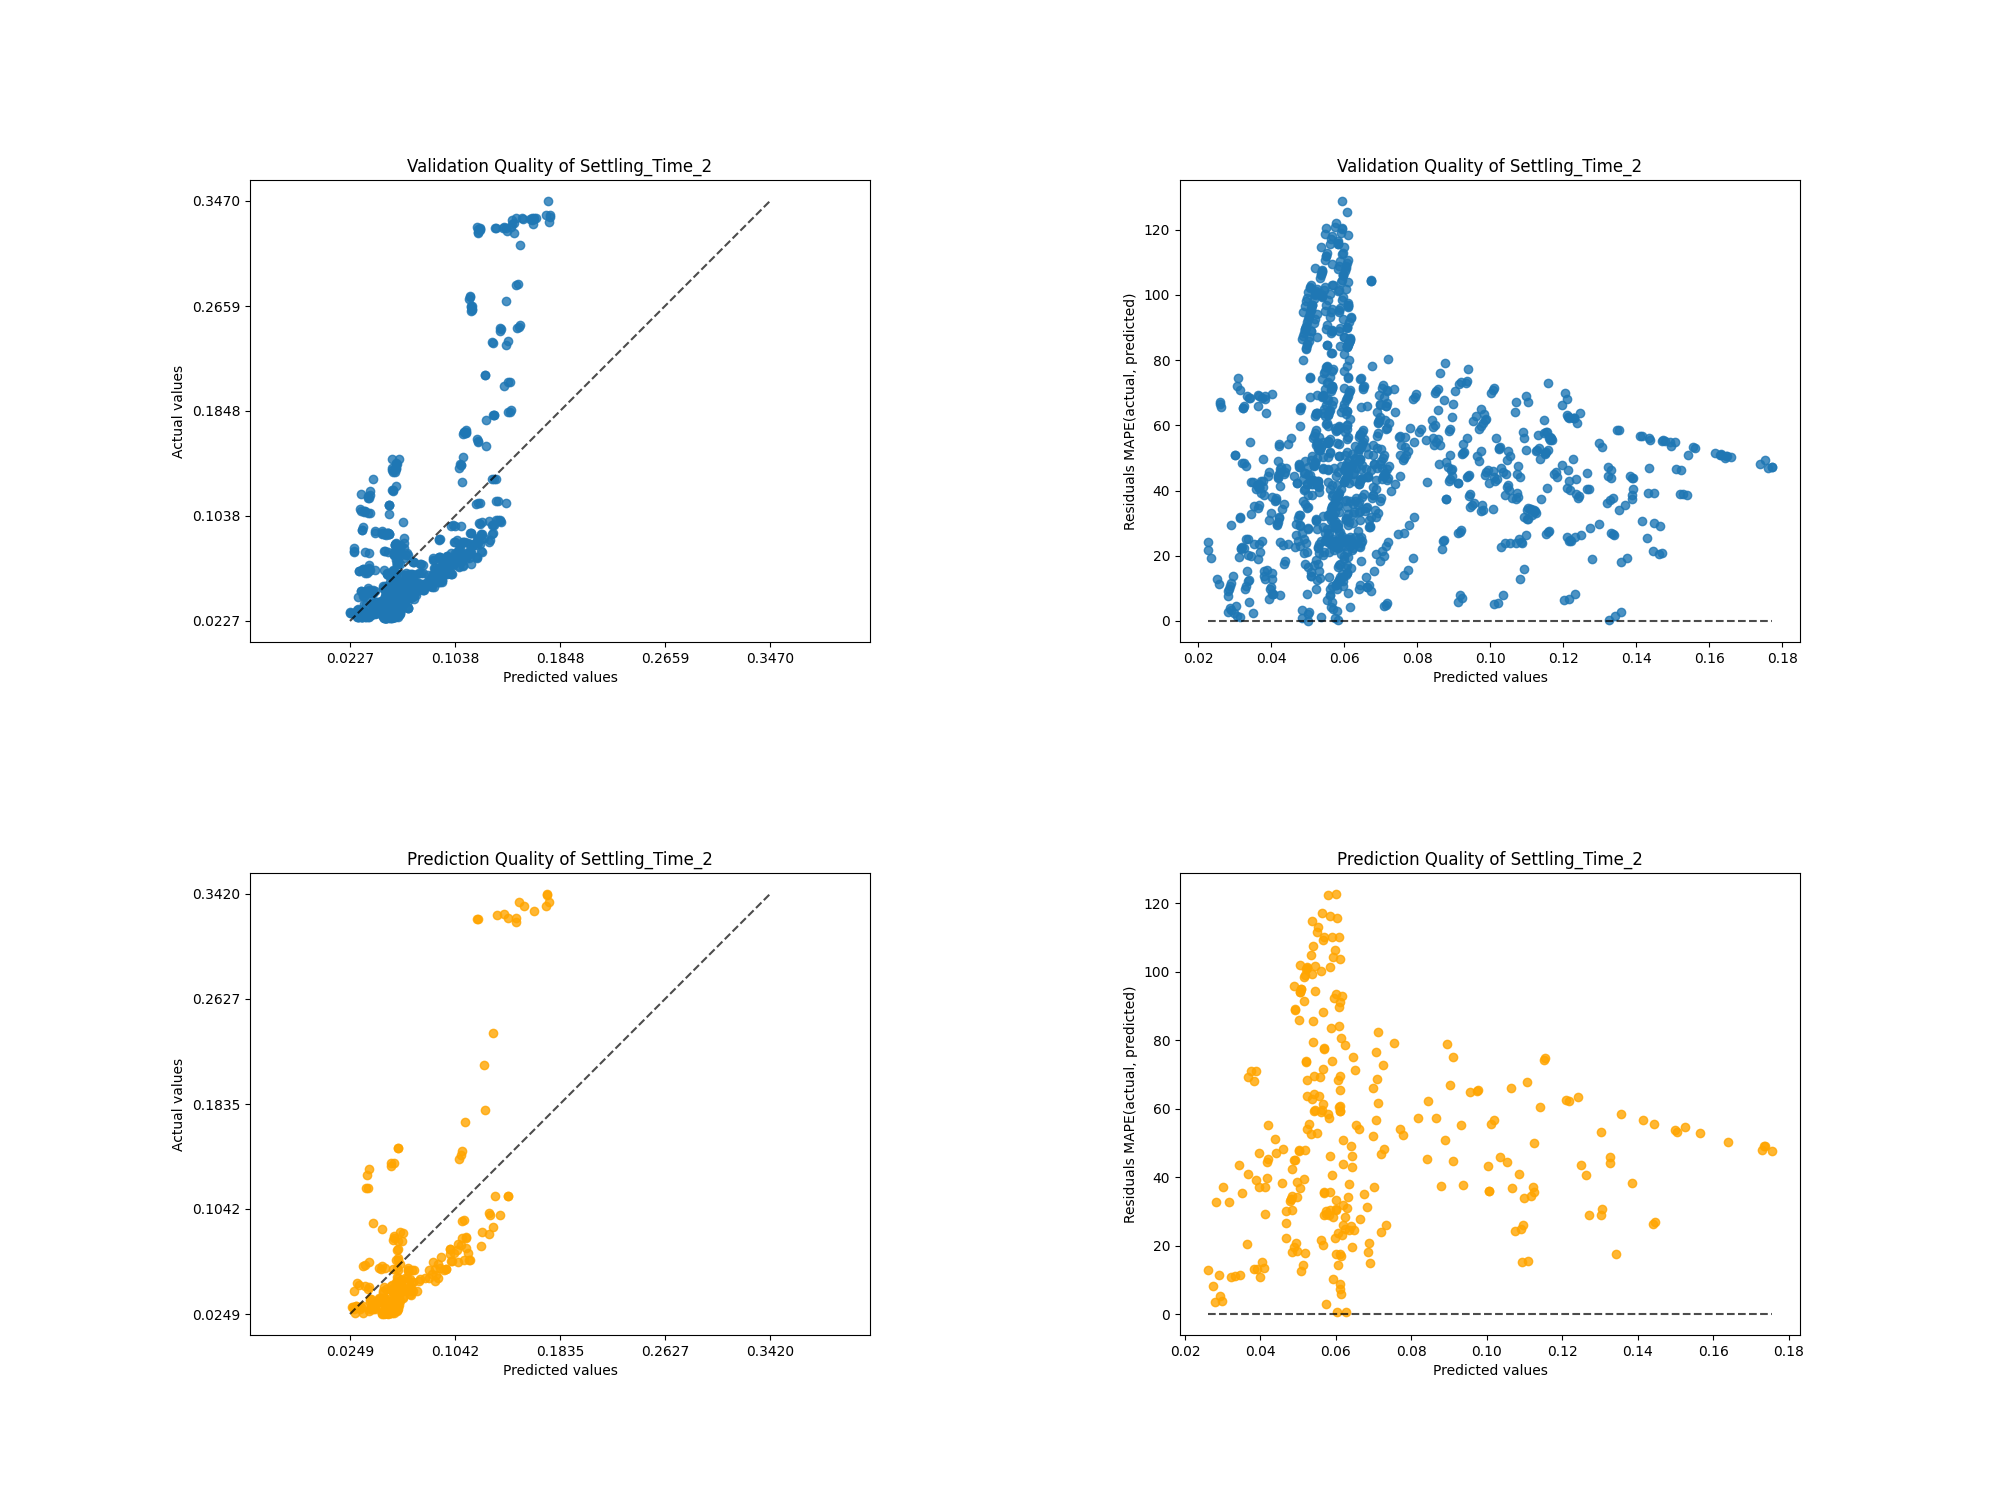 Validation Quality of Settling_Time_2
0.3470
0.2659
0.1848
0.1038
0.0227
Actual values
0.0227 0.1038 0.1848 0.2659 0.3470
Predicted values
Validation Quality of Settling_Time_2
120
100
80
60
40
20
0
Residuals MAPE(actual, predicted)
0.02 0.04 0.06 0.08 0.10 0.12 0.14 0.16 0.18
Predicted values
Prediction Quality of Settling_Time_2
0.3420
0.2627
0.1835
0.1042
0.0249
Actual values
0.0249 0.1042 0.1835 0.2627 0.3420
Predicted values
Prediction Quality of Settling_Time_2
120
100
80
60
40
20
0
Residuals MAPE(actual, predicted)
0.02 0.04 0.06 0.08 0.10 0.12 0.14 0.16 0.18
Predicted values